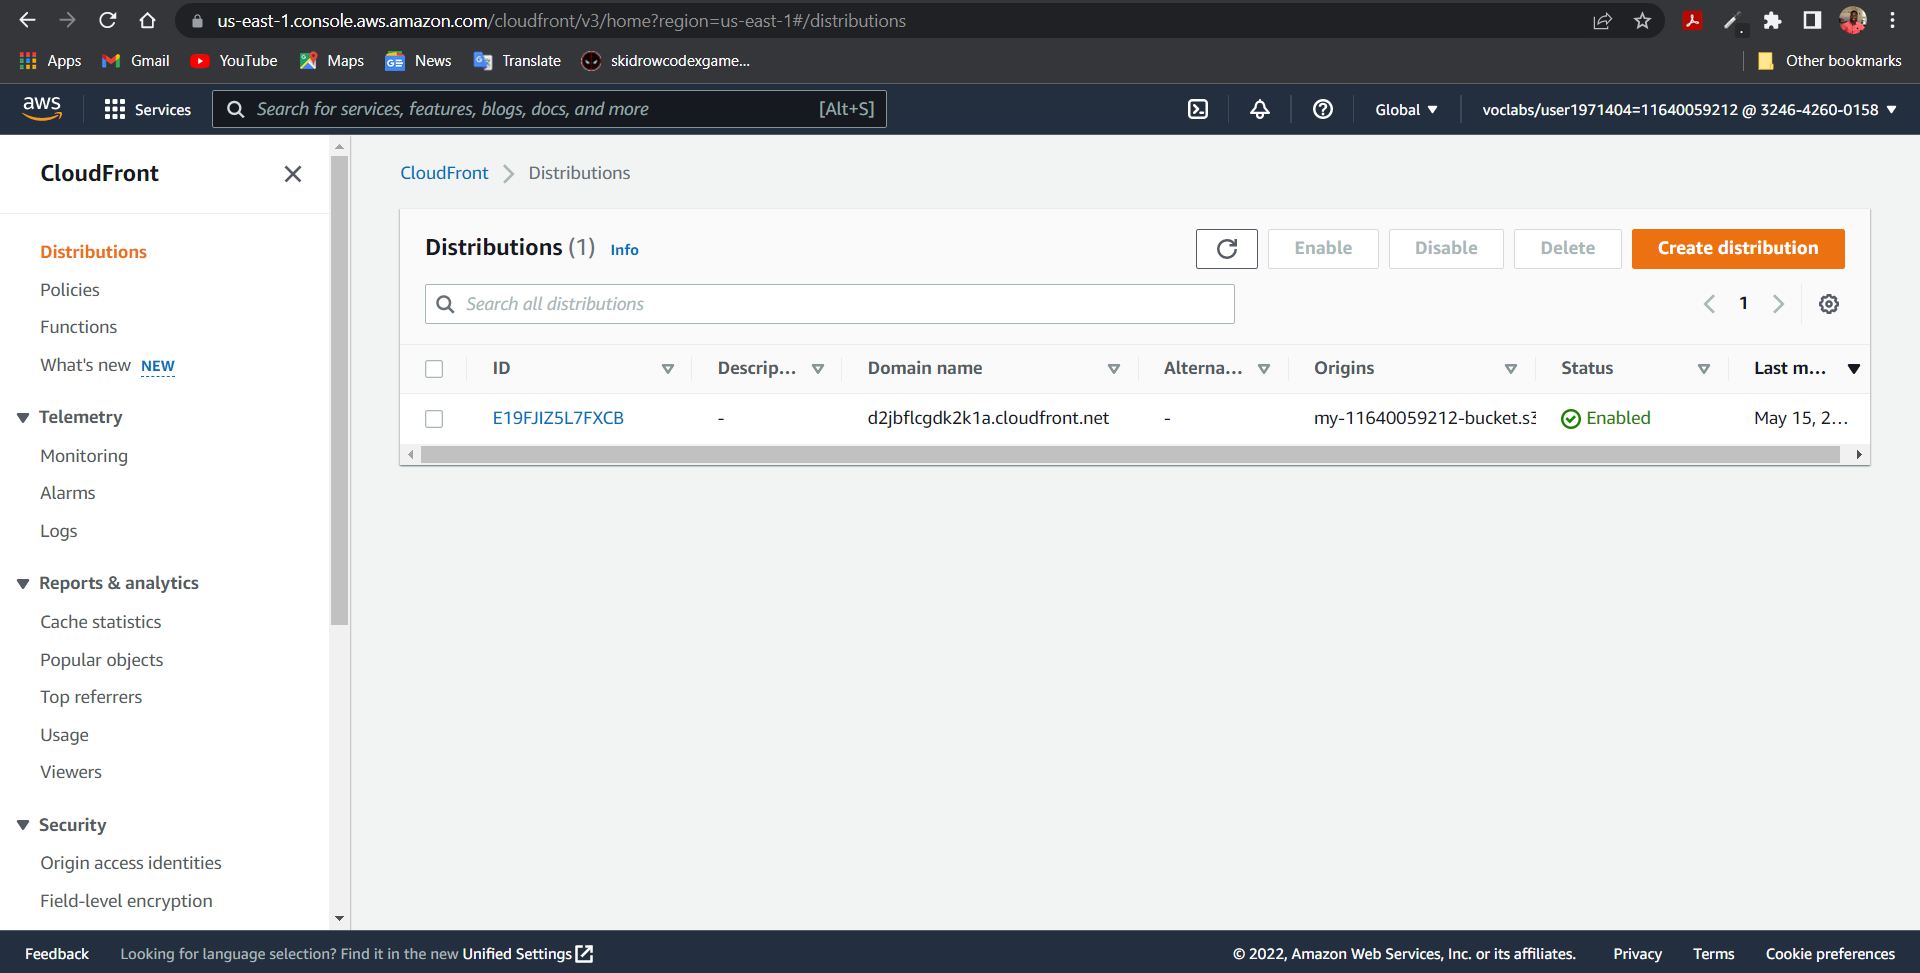 us-east-1.console.aws.amazon.com/cloudfront/v3/home?region=us-east-1#/distributions
Apps Gmail YouTube Maps News Translate skidrowcodexgame... Other bookmarks
aws Services Search for services, features, blogs, docs, and more [Alt+S] Global voclabs/user1971404=11640059212 @ 3246-4260-0158
CloudFront
Distributions
Policies
Functions
What's new NEW
Telemetry
Monitoring
Alarms
Logs
Reports & analytics
Cache statistics
Popular objects
Top referrers
Usage
Viewers
Security
Origin access identities
Field-level encryption
CloudFront Distributions
Distributions (1) Info
Enable Disable Delete Create distribution
Search all distributions
1
ID Descrip... Domain name Alterna... Origins Status Last m...
E19FJIZ5L7FXCB - d2jbflcgdk2k1a.cloudfront.net - my-11640059212-bucket.s3 Enabled May 15, 2...
Feedback Looking for language selection? Find it in the new Unified Settings © 2022, Amazon Web Services, Inc. or its affiliates. Privacy Terms Cookie preferences